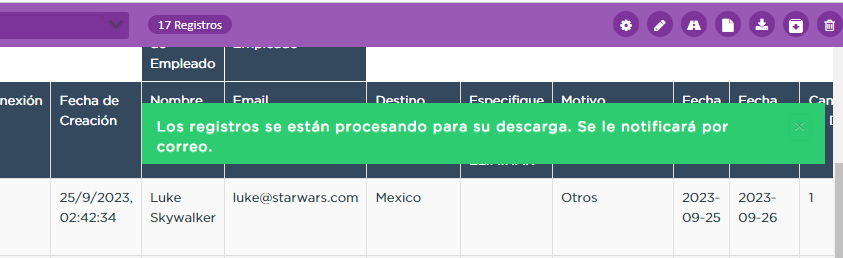 17 Registros
Empleado
Empleado
nexión
Fecha de
Creación
Nombre
Email
Destino
Especifique
Motivo
Fecha
Fecha
Los registros se están procesando para su descarga. Se le notificará por
correo.
25/9/2023,
02:42:34
Luke
Skywalker
luke@starwars.com
Mexico
Otros
2023-
09-25
2023-
09-26
1